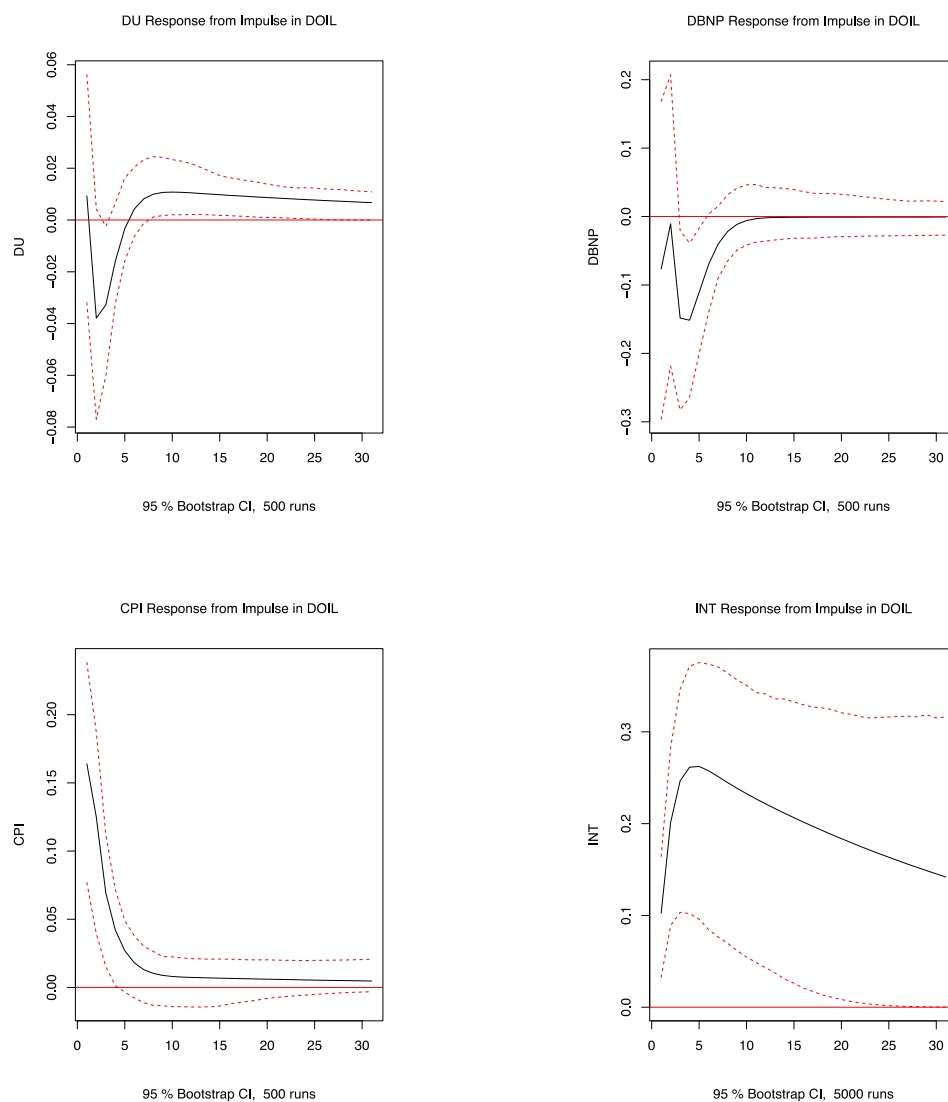 DU Response from Impulse in DOIL
DBNP Response from Impulse in DOIL
DU
−0.08 −0.06 −0.04 −0.02 0.00 0.02 0.04 0.06
0 5 10 15 20 25 30
95 % Bootstrap CI, 500 runs
DBNP
−0.3 −0.2 −0.1 0.0 0.1 0.2
0 5 10 15 20 25 30
95 % Bootstrap CI, 500 runs
CPI Response from Impulse in DOIL
INT Response from Impulse in DOIL
CPI
0.00 0.05 0.10 0.15 0.20
0 5 10 15 20 25 30
95 % Bootstrap CI, 500 runs
INT
0.0 0.1 0.2 0.3
0 5 10 15 20 25 30
95 % Bootstrap CI, 5000 runs